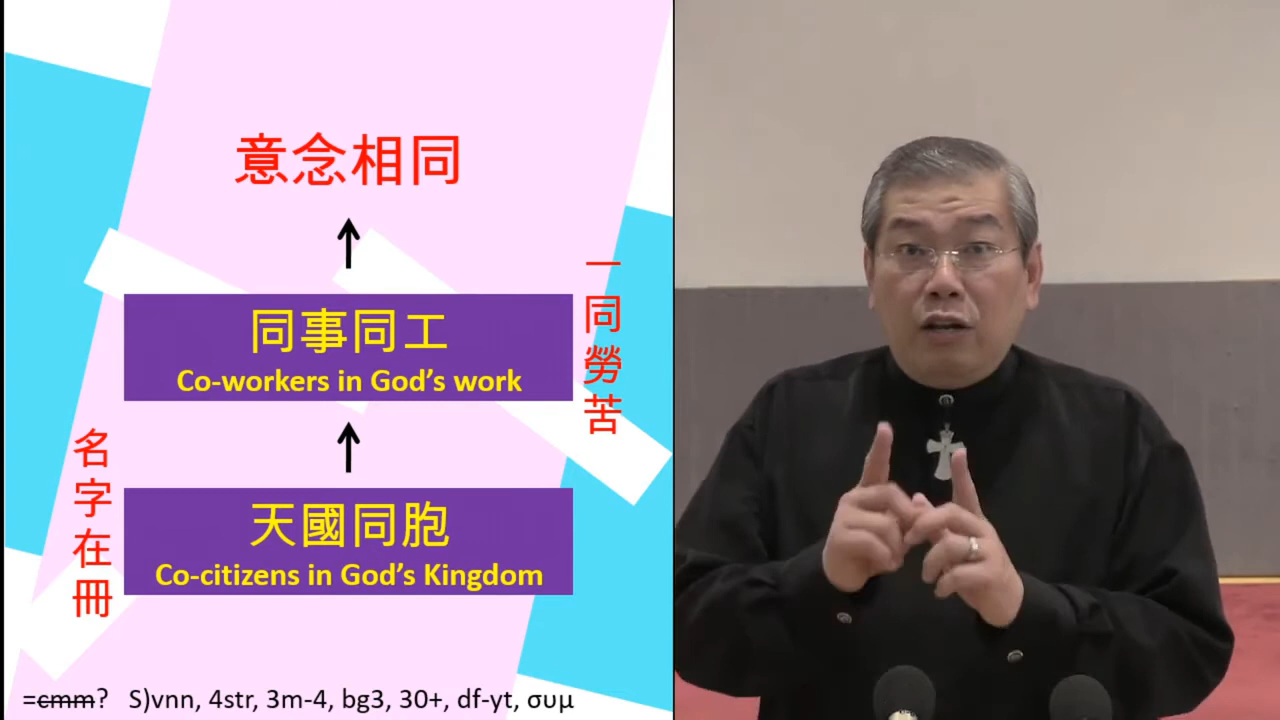 意念相同
同事同工
Co-workers in God's work
一同勞苦
天國同胞
Co-citizens in God's Kingdom
名字在冊
=cmm? S)vnn, 4str, 3m-4, bg3, 30+, df-yt, συμ